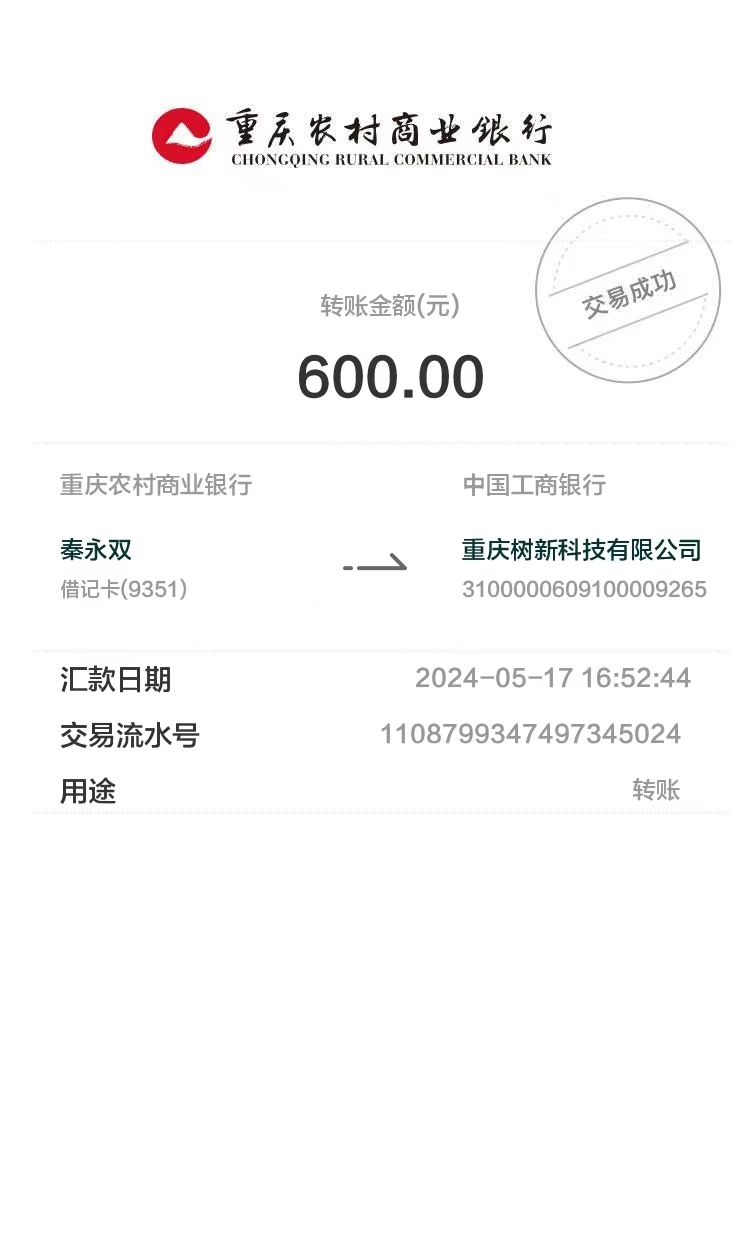 重庆农村商业银行
CHONGQING RURAL COMMERCIAL BANK
交易成功
转账金额(元)
600.00
重庆农村商业银行 中国工商银行
秦永双 重庆树新科技有限公司
借记卡(9351) 3100000609100009265
汇款日期 2024-05-17 16:52:44
交易流水号 1108799347497345024
用途 转账